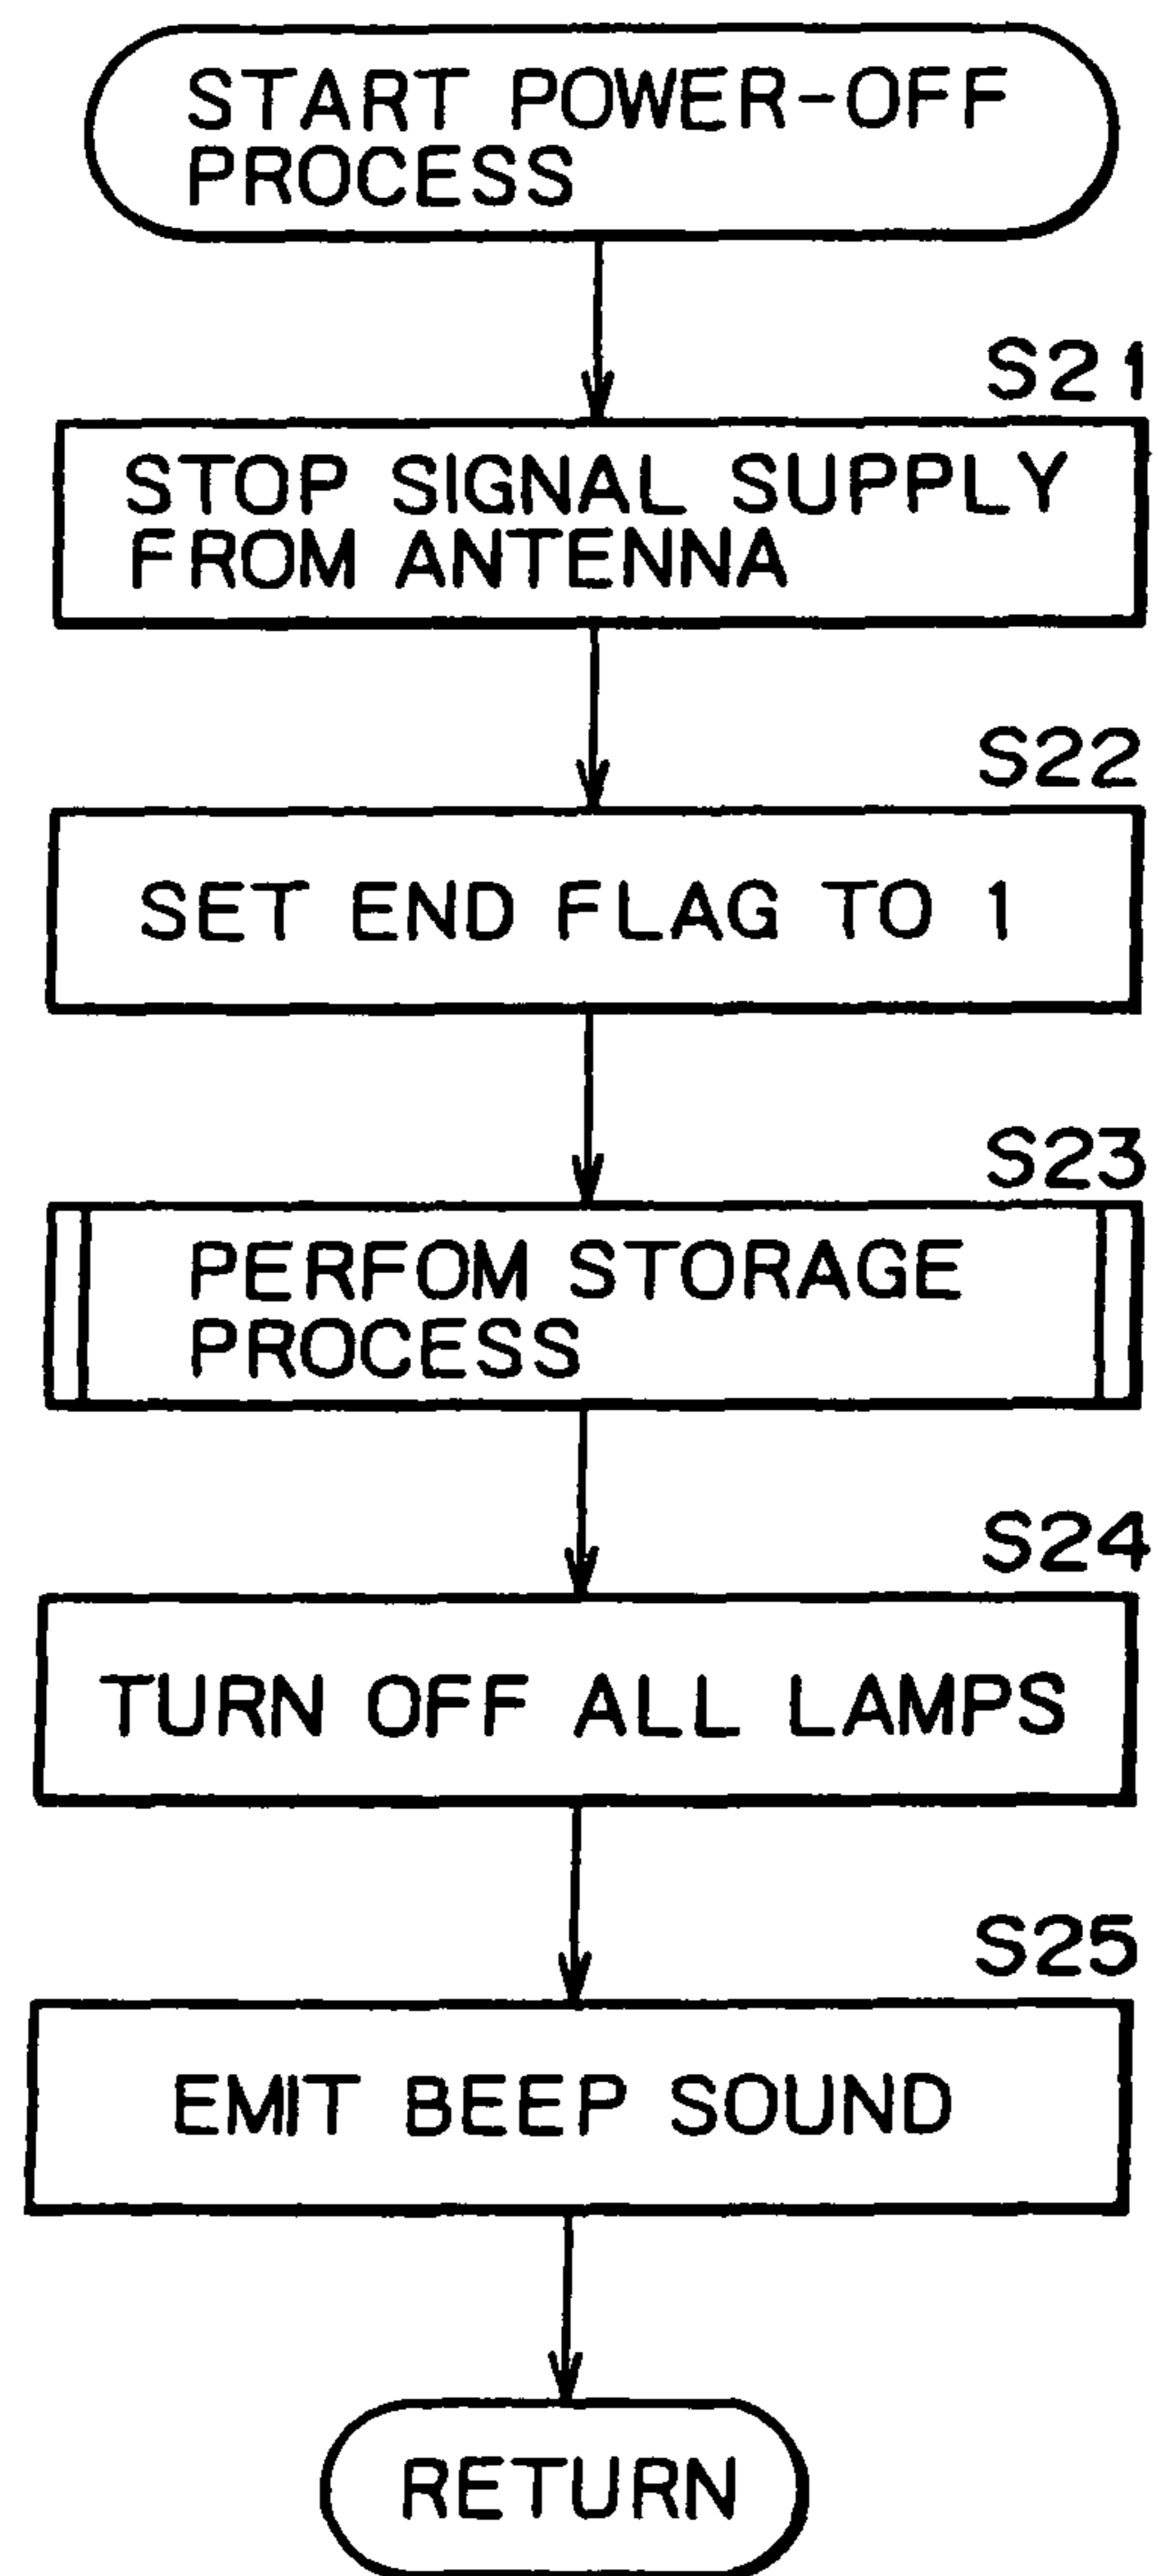 START POWER-OFF
PROCESS
S21
STOP SIGNAL SUPPLY
FROM ANTENNA
S22
SET END FLAG TO 1
S23
PERFOM STORAGE
PROCESS
S24
TURN OFF ALL LAMPS
S25
EMIT BEEP SOUND
RETURN